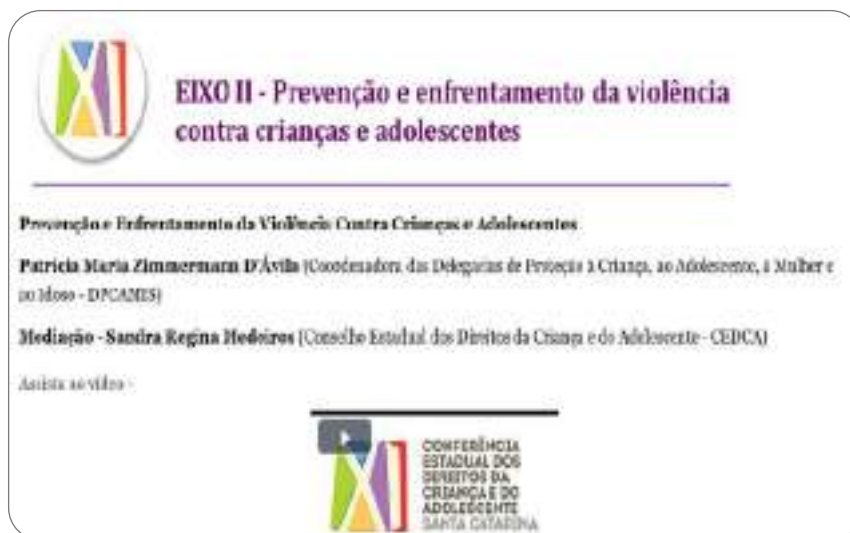 EIXO II - Prevenção e enfrentamento da violência
contra crianças e adolescentes
Prevenção e Enfrentamento da Violência Contra Crianças e Adolescentes
Patricia Maria Zimmermann D'Ávila (Coordenadora das Delegacias de Proteção à Criança, ao Adolescente, à Mulher e
ao Idoso - DPCAMIS)
Mediação - Sandra Regina Medeiros (Conselho Estadual dos Direitos da Criança e do Adolescente - CEDCA)
Assista ao vídeo -
CONFERÊNCIA
ESTADUAL DOS
DIREITOS DA
CRIANÇA E DO
ADOLESCENTE
SANTA CATARINA